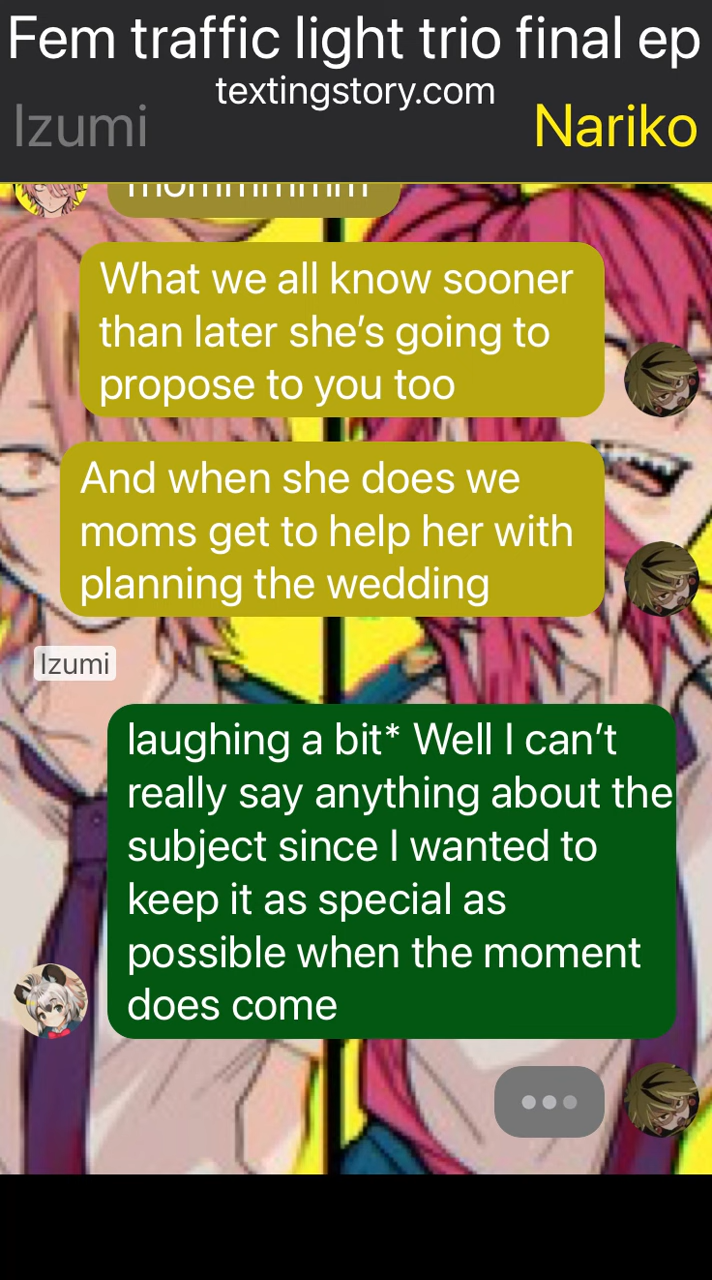 Fem traffic light trio final ep
textingstory.com
Izumi
Nariko
mommmmmm
What we all know sooner
than later she’s going to
propose to you too
And when she does we
moms get to help her with
planning the wedding
Izumi
laughing a bit* Well I can’t
really say anything about the
subject since I wanted to
keep it as special as
possible when the moment
does come